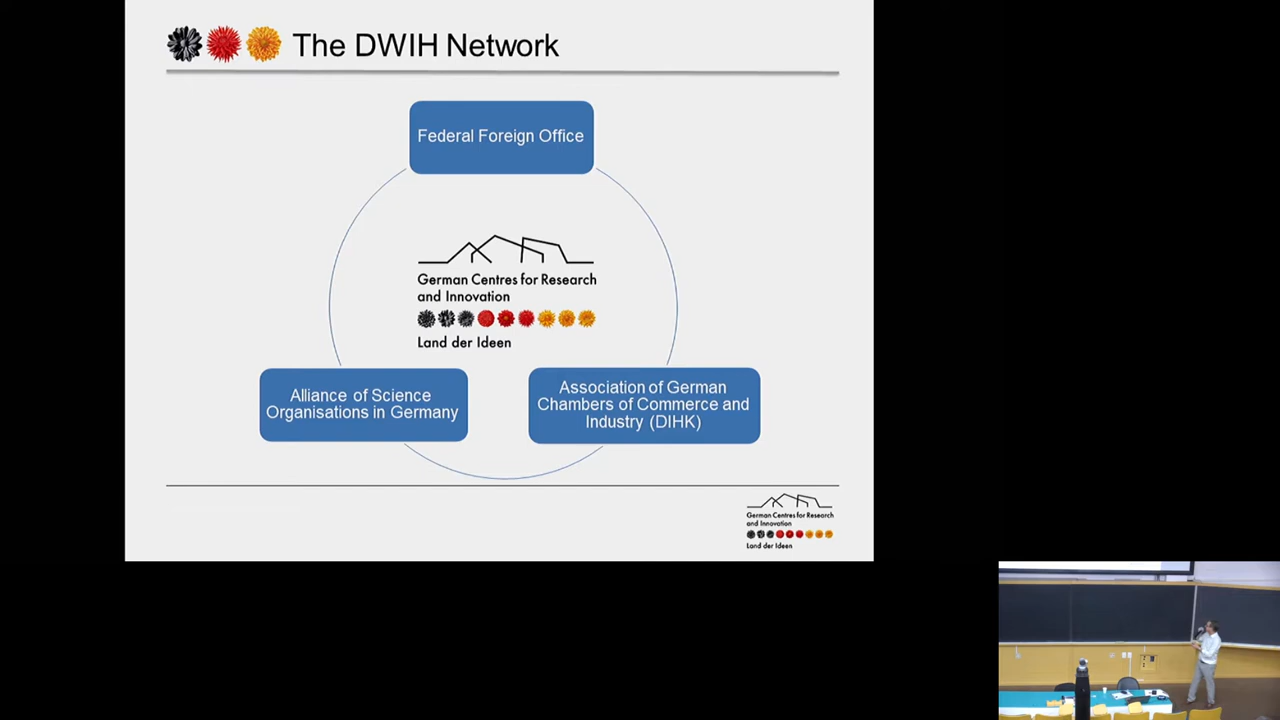 The DWIH Network
Federal Foreign Office
German Centres for Research
and Innovation
Land der Ideen
Alliance of Science
Organisations in Germany
Association of German
Chambers of Commerce and
Industry (DIHK)
German Centres for Research
and Innovation
Land der Ideen